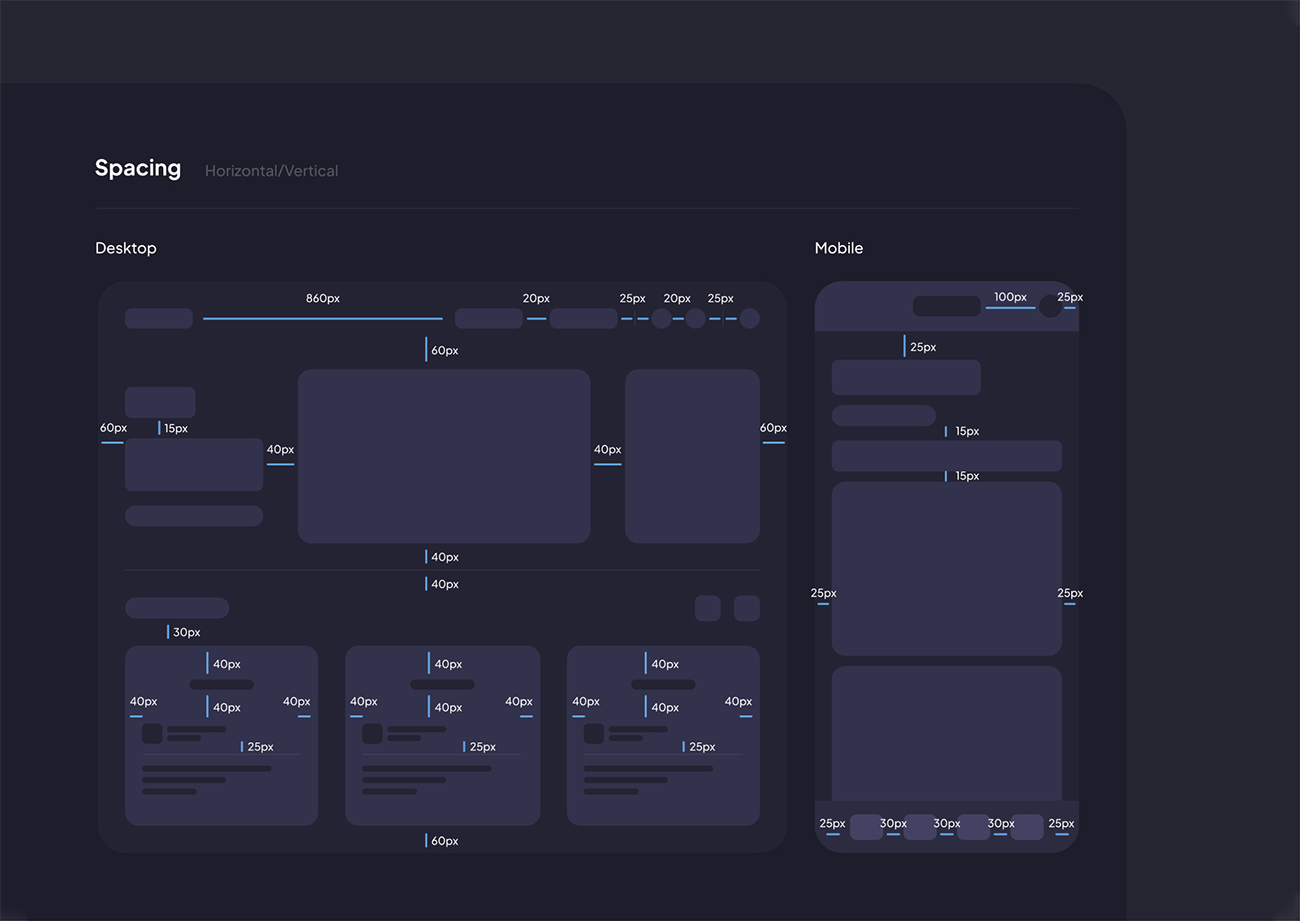 Spacing Horizontal/Vertical
Desktop
860px 20px 25px 20px 25px
60px
60px 15px 40px 40px 60px
40px
40px
30px
40px 40px 40px
40px 40px 40px 40px 40px 40px 40px 40px 40px
25px 25px 25px
60px
Mobile
100px 25px
25px
15px
15px
25px 25px
25px 30px 30px 30px 25px